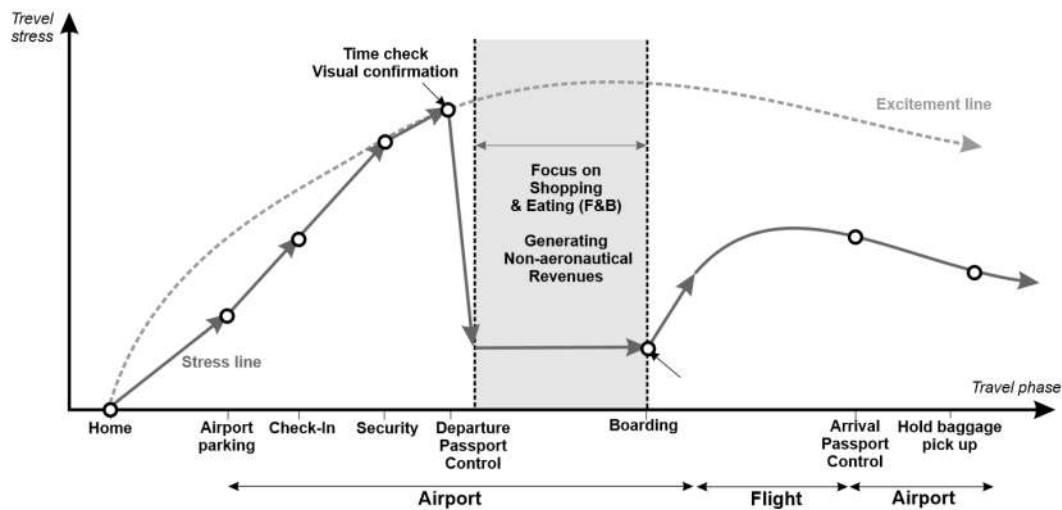 Trevel
stress
Time check
Visual confirmation
Excitement line
Focus on
Shopping
& Eating (F&B)
Generating
Non-aeronautical
Revenues
Stress line
Travel phase
Home
Airport
parking
Check-In
Security
Departure
Passport
Control
Boarding
Arrival
Passport
Control
Hold baggage
pick up
Airport
Flight
Airport